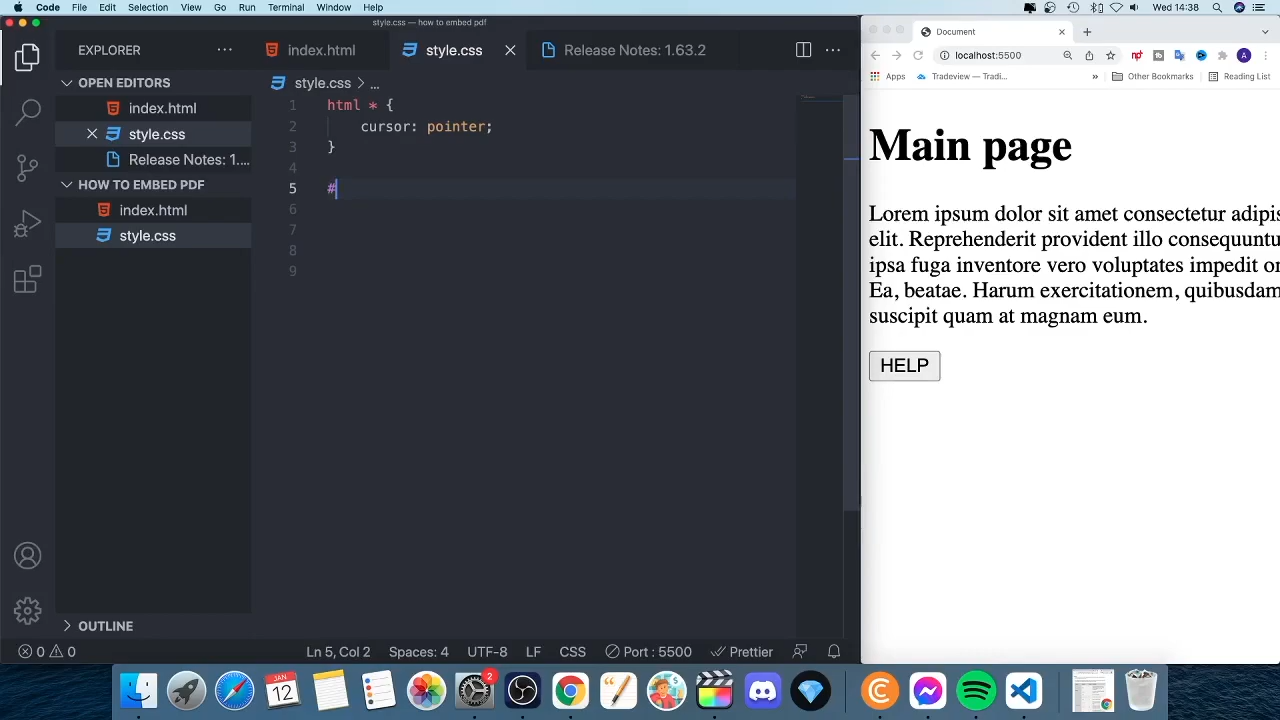 Code File Edit Selection View Go Run Terminal Window Help Wed 14:38
style.css — how to embed pdf
EXPLORER
index.html
style.css
Release Notes: 1.63.2
OPEN EDITORS
index.html
style.css
Release Notes: 1....
HOW TO EMBED PDF
index.html
style.css
OUTLINE
style.css > ...
1 html * {
2 cursor: pointer;
3 }
4
5 #
6
7
8
9
0 0 Ln 5, Col 2 Spaces: 4 UTF-8 LF CSS Port : 5500 Prettier
Document
localhost:5500
A
Apps Tradeview — Tradi... » Other Bookmarks Reading List
Main page
Lorem ipsum dolor sit amet consectetur adipis
elit. Reprehenderit provident illo consequuntu
ipsa fuga inventore vero voluptates impedit
Ea, beatae. Harum exercitationem, quibusdam
suscipit quam at magnam eum.
HELP
JAN
12
2